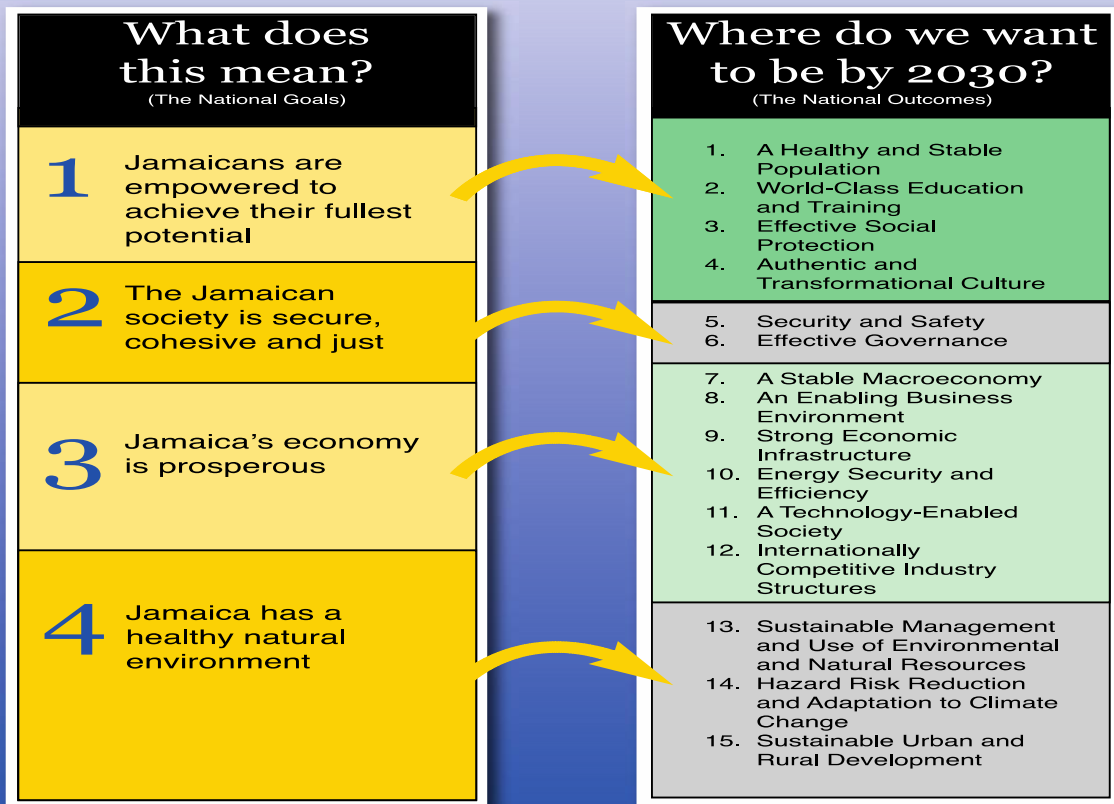 What does
this mean?
(The National Goals)
1
Jamaicans are
empowered to
achieve their fullest
potential
2
The Jamaican
society is secure,
cohesive and just
3
Jamaica’s economy
is prosperous
4
Jamaica has a
healthy natural
environment
Where do we want
to be by 2030?
(The National Outcomes)
1. A Healthy and Stable
Population
2. World-Class Education
and Training
3. Effective Social
Protection
4. Authentic and
Transformational Culture
5. Security and Safety
6. Effective Governance
7. A Stable Macroeconomy
8. An Enabling Business
Environment
9. Strong Economic
Infrastructure
10. Energy Security and
Efficiency
11. A Technology-Enabled
Society
12. Internationally
Competitive Industry
Structures
13. Sustainable Management
and Use of Environmental
and Natural Resources
14. Hazard Risk Reduction
and Adaptation to Climate
Change
15. Sustainable Urban and
Rural Development